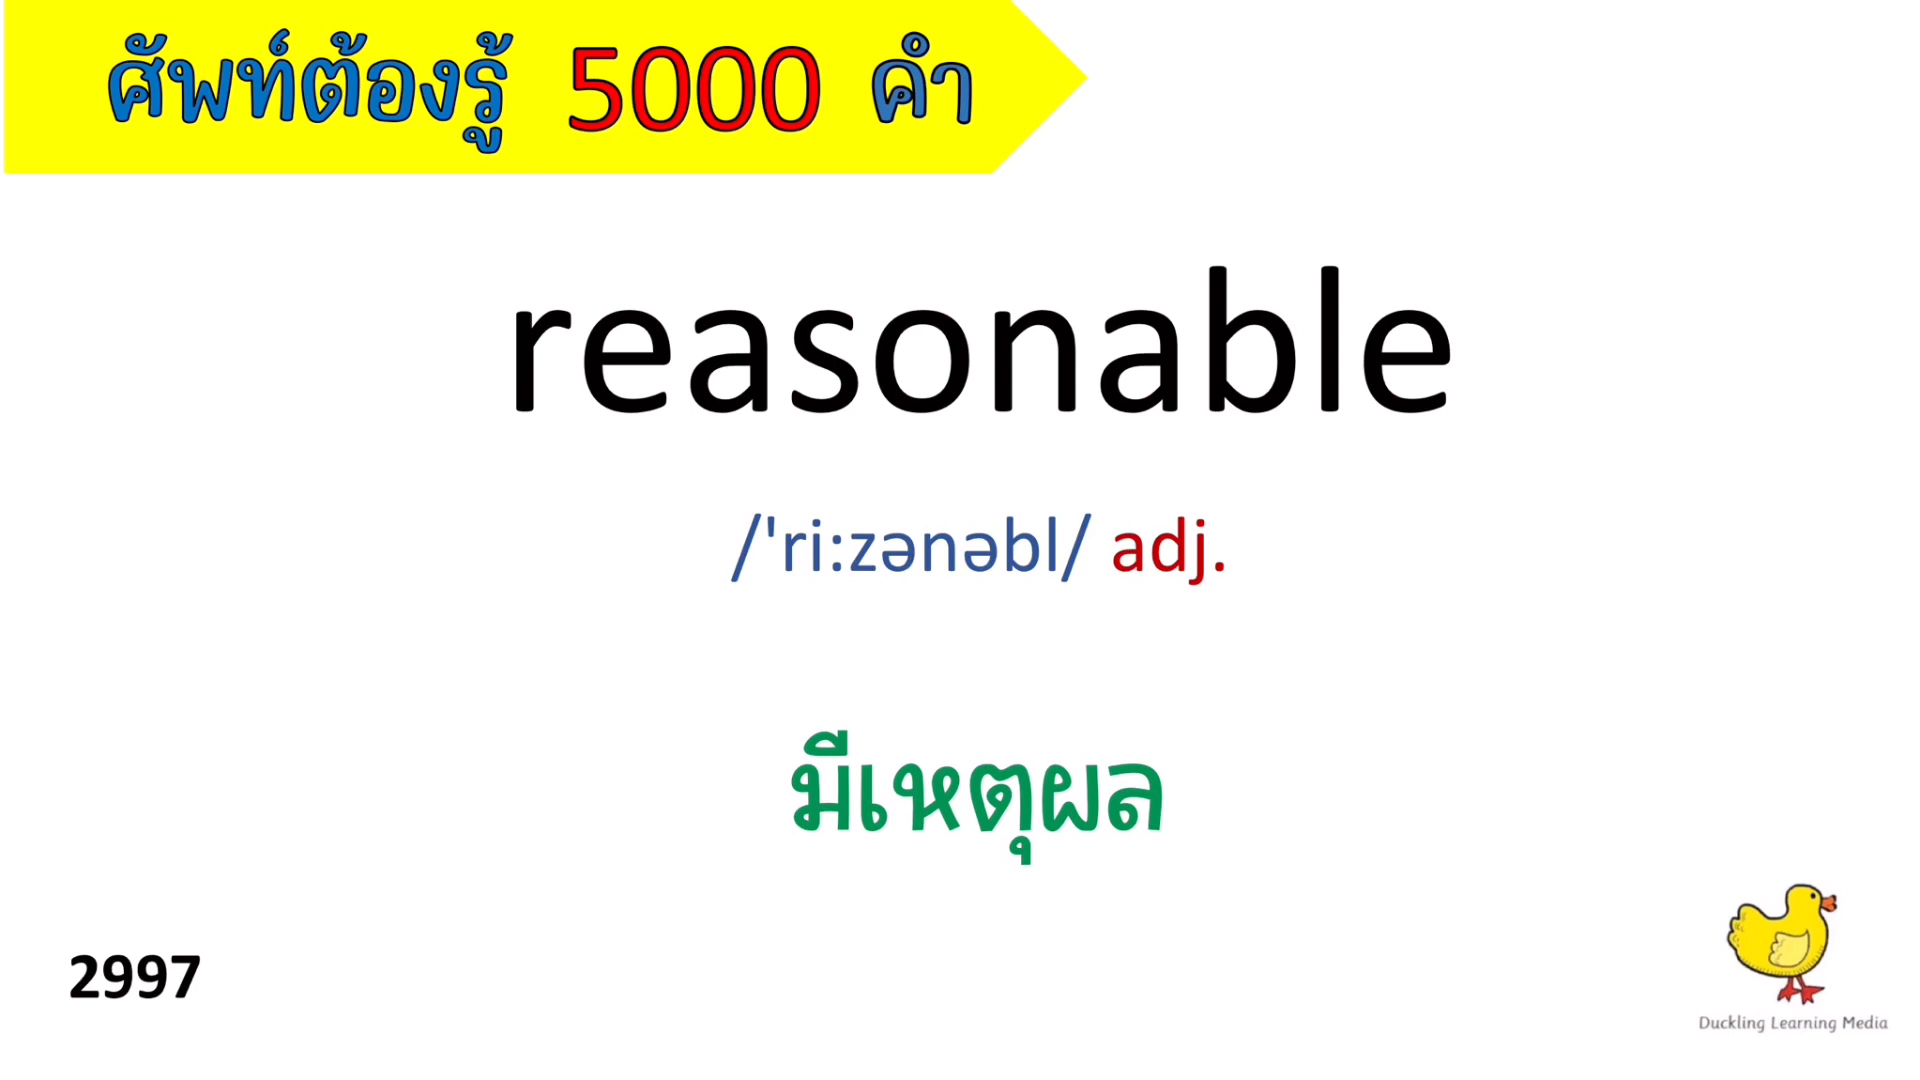 ศัพท์ต้องรู้ 5000 คำ
reasonable
/ˈri:zənəbl/ adj.
มีเหตุผล
2997
Duckling Learning Media